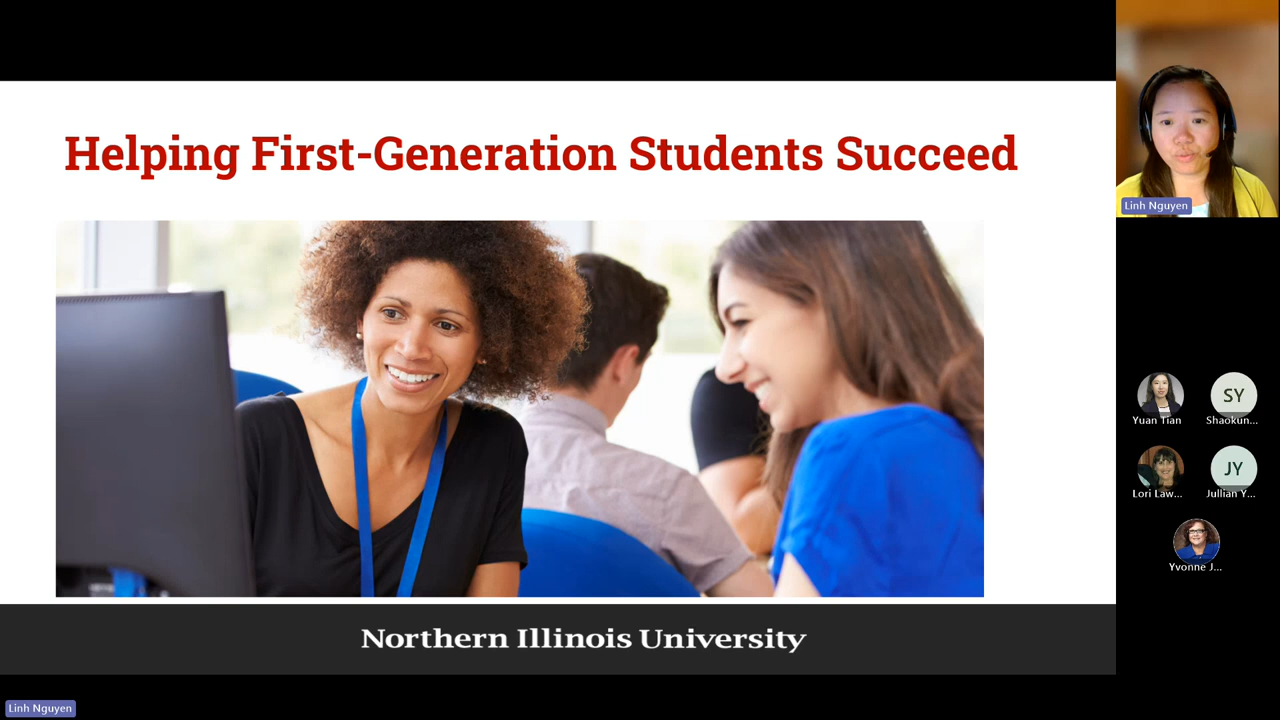 Helping First-Generation Students Succeed
Northern Illinois University
Linh Nguyen
Linh Nguyen
Yuan Tian
SY
Shaokun...
Lori Law...
JY
Jullian Y...
Yvonne J...